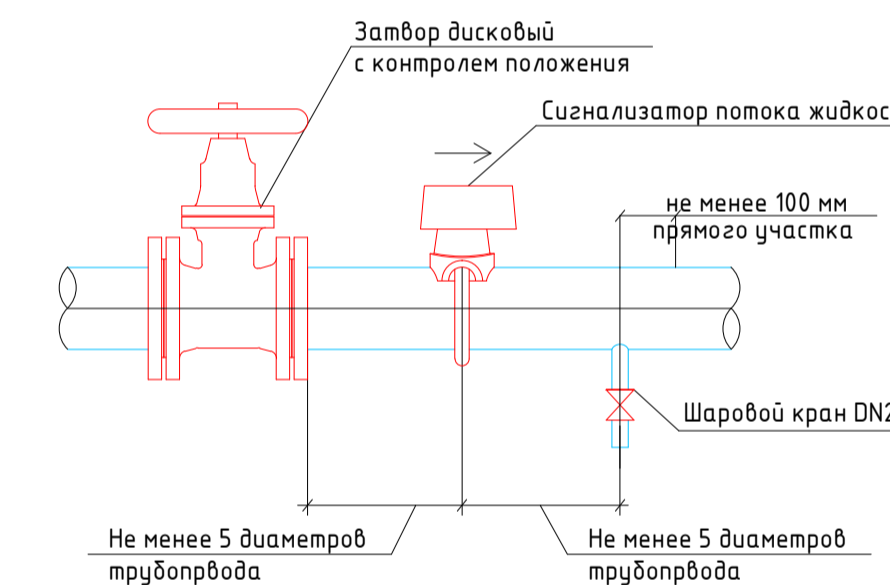 Затвор дисковый
с контролем положения
Сигнализатор потока жидкос
не менее 100 мм
прямого участка
Шаровой кран DN2
Не менее 5 диаметров
трубопрвода
Не менее 5 диаметров
трубопрвода